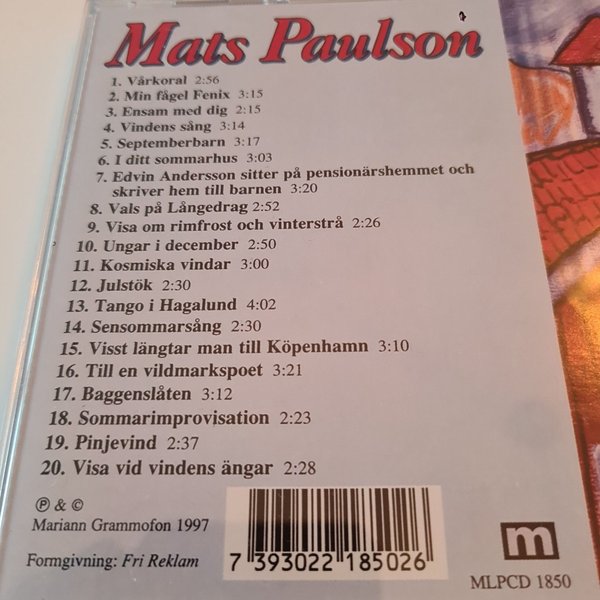 Mats Paulson
1. Vårkoral 2:56
2. Min fågel Fenix 3:15
3. Ensam med dig 2:15
4. Vindens sång 3:14
5. Septemberbarn 3:17
6. I ditt sommarhus 3:03
7. Edvin Andersson sitter på pensionärshemmet och
skriver hem till barnen 3:20
8. Vals på Långedrag 2:52
9. Visa om rimfrost och vinterstrå 2:26
10. Ungar i december 2:50
11. Kosmiska vindar 3:00
12. Julstök 2:30
13. Tango i Hagalund 4:02
14. Sensommarsång 2:30
15. Visst längtar man till Köpenhamn 3:10
16. Till en vildmarkspoet 3:21
17. Baggenslåten 3:12
18. Sommarimprovisation 2:23
19. Pinjevind 2:37
20. Visa vid vindens ängar 2:28
℗ & ©
Mariann Grammofon 1997
Formgivning: Fri Reklam
7 393022 185026
m
MLPCD 1850